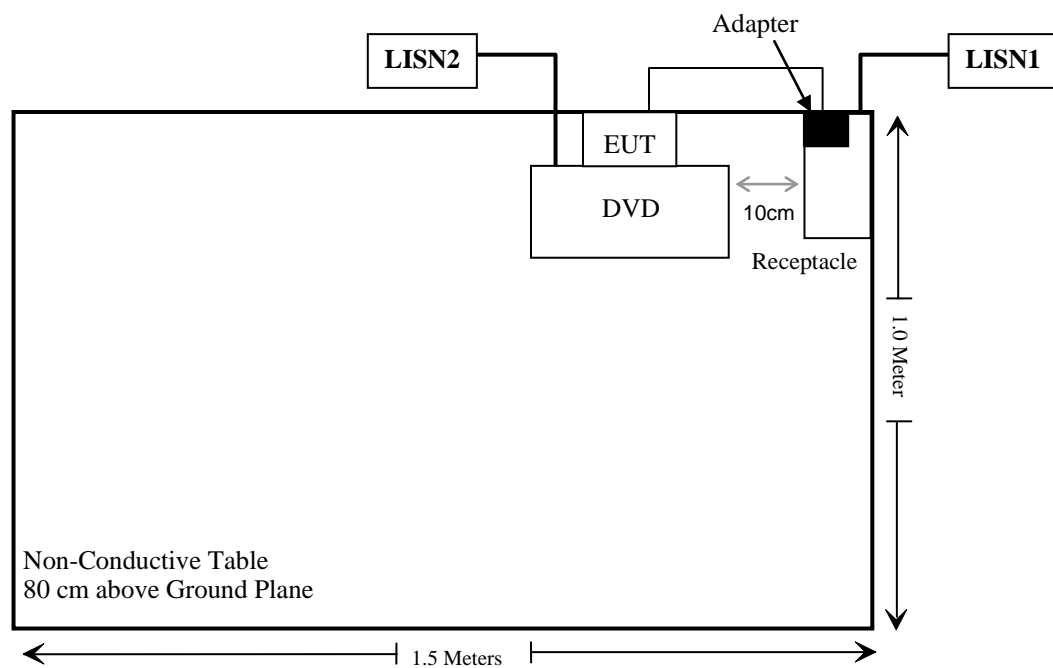 Adapter
LISN2
LISN1
EUT
DVD
10cm
Receptacle
1.0 Meter
Non-Conductive Table
80 cm above Ground Plane
1.5 Meters